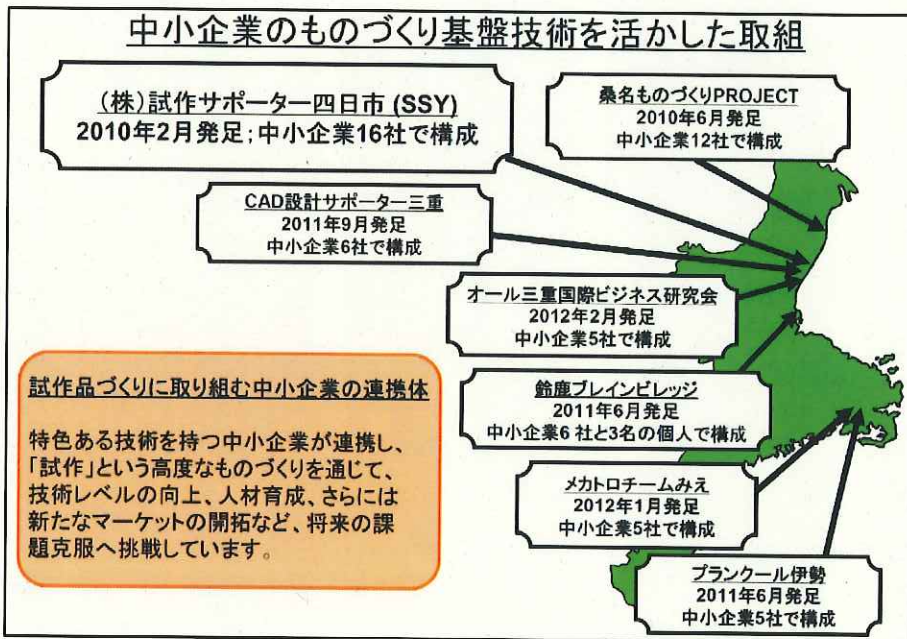 中小企業のものづくり基盤技術を活かした取組
(株)試作サポーター四日市 (SSY)
2010年2月発足;中小企業16社で構成
桑名ものづくりPROJECT
2010年6月発足
中小企業12社で構成
CAD設計サポーター三重
2011年9月発足
中小企業6社で構成
オール三重国際ビジネス研究会
2012年2月発足
中小企業5社で構成
鈴鹿ブレインビレッジ
2011年6月発足
中小企業6 社と3名の個人で構成
メカトロチームみえ
2012年1月発足
中小企業5社で構成
プランクール伊勢
2011年6月発足
中小企業5社で構成
試作品づくりに取り組む中小企業の連携体
特色ある技術を持つ中小企業が連携し、
「試作」という高度なものづくりを通じて、
技術レベルの向上、人材育成、さらには
新たなマーケットの開拓など、将来の課
題克服へ挑戦しています。